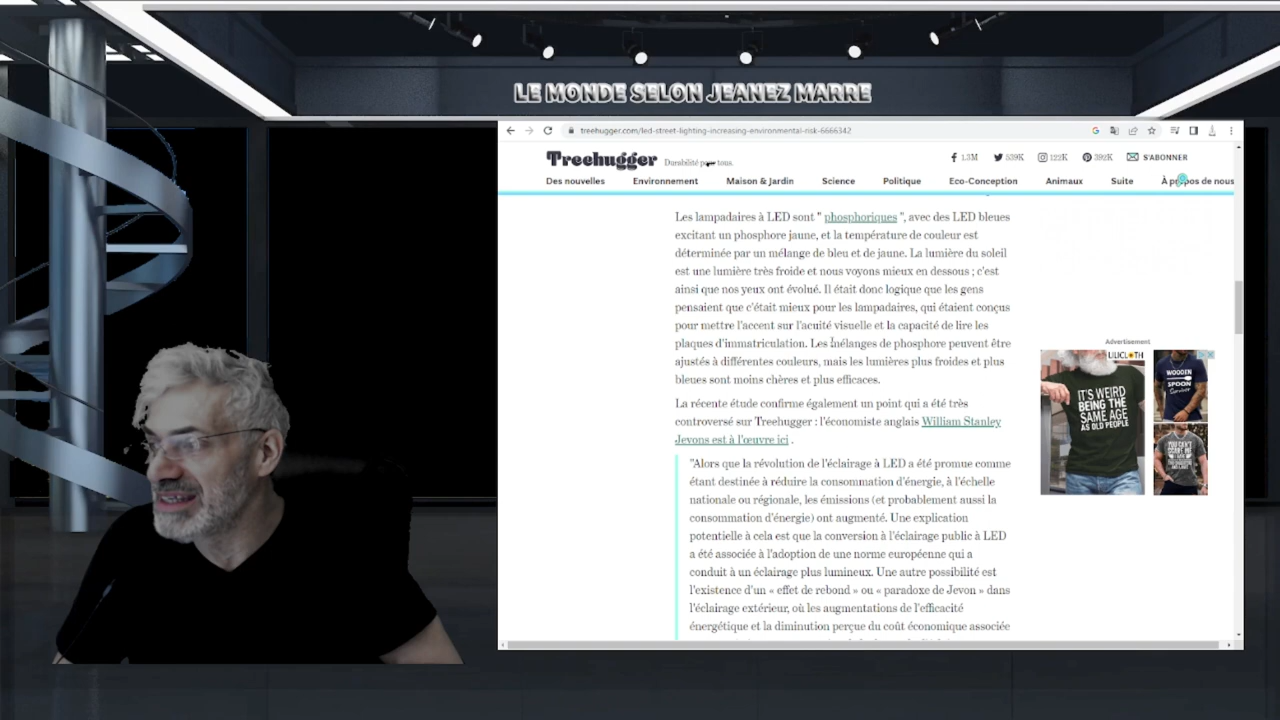 LE MONDE SELON JEANEZ MARRE
treehugger.com/led-street-lighting-increasing-environmental-risk-6666342
Treehugger Durabilité pour tous. 1.3M 539K 122K 392K S'ABONNER
Des nouvelles Environnement Maison & Jardin Science Politique Eco-Conception Animaux Suite À propos de nous
Les lampadaires à LED sont " phosphoriques ", avec des LED bleues
excitant un phosphore jaune, et la température de couleur est
déterminée par un mélange de bleu et de jaune. La lumière du soleil
est une lumière très froide et nous voyons mieux en dessous ; c'est
ainsi que nos yeux ont évolué. Il était donc logique que les gens
pensaient que c'était mieux pour les lampadaires, qui étaient conçus
pour mettre l'accent sur l'acuité visuelle et la capacité de lire les
plaques d'immatriculation. Les mélanges de phosphore peuvent être
ajustés à différentes couleurs, mais les lumières plus froides et plus
bleues sont moins chères et plus efficaces.
La récente étude confirme également un point qui a été très
controversé sur Treehugger : l'économiste anglais William Stanley
Jevons est à l'œuvre ici .
"Alors que la révolution de l'éclairage à LED a été promue comme
étant destinée à réduire la consommation d'énergie, à l'échelle
nationale ou régionale, les émissions (et probablement aussi la
consommation d'énergie) ont augmenté. Une explication
potentielle à cela est que la conversion à l'éclairage public à LED
a été associée à l'adoption d'une norme européenne qui a
conduit à un éclairage plus lumineux. Une autre possibilité est
l'existence d'un « effet de rebond » ou « paradoxe de Jevon » dans
l'éclairage extérieur, où les augmentations de l'efficacité
énergétique et la diminution perçue du coût économique associée
Advertisement
LILICLOTH
IT'S WEIRD
BEING THE
SAME AGE
AS OLD PEOPLE
WOODEN
SPOON
Survivor
YOU CAN'T
SCARE ME